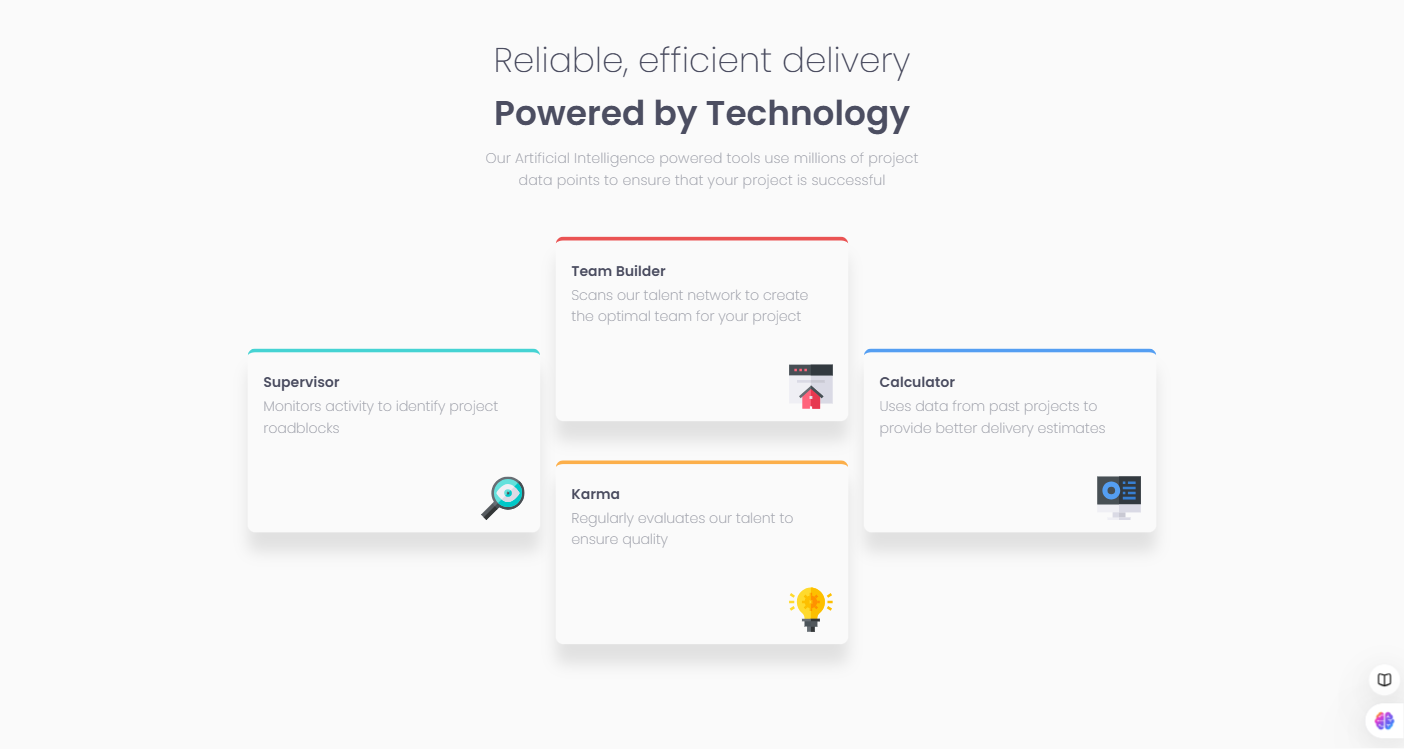 Reliable, efficient delivery
Powered by Technology
Our Artificial Intelligence powered tools use millions of project
data points to ensure that your project is successful
Team Builder
Scans our talent network to create
the optimal team for your project
Supervisor
Monitors activity to identify project
roadblocks
Calculator
Uses data from past projects to
provide better delivery estimates
Karma
Regularly evaluates our talent to
ensure quality